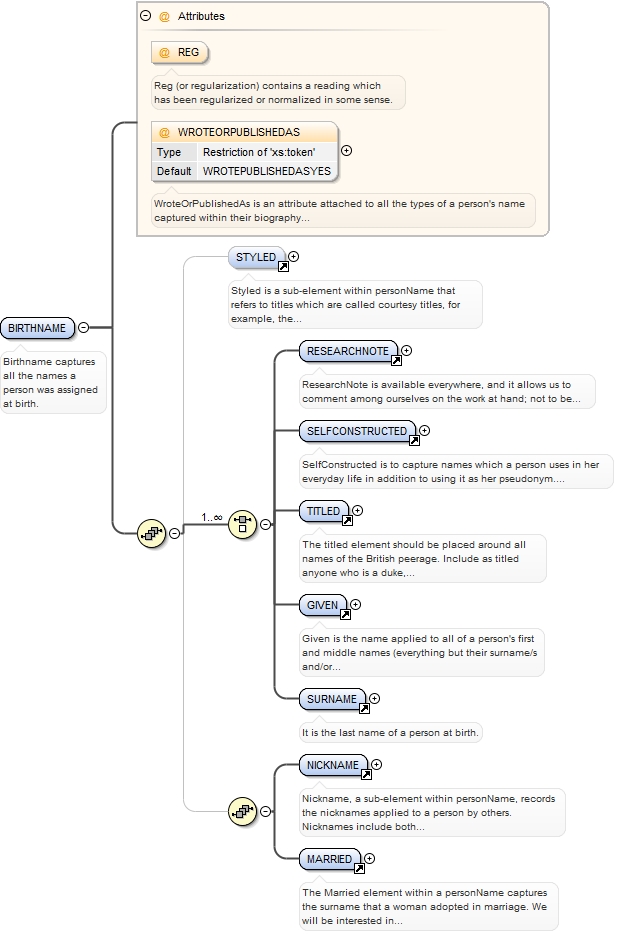 Attributes
@ REG
Reg (or regularization) contains a reading which
has been regularized or normalized in some sense.
@ WROTEORPUBLISHEDAS
Type Restriction of 'xs:token'
Default WROTEPUBLISHEDASYES
WroteOrPublishedAs is an attribute attached to all the types of a person's name
captured within their biography...
STYLED
Styled is a sub-element within personName that
refers to titles which are called courtesy titles, for
example, the...
BIRTHNAME
Birthname captures
all the names a
person was assigned
at birth.
RESEARCHNOTE
ResearchNote is available everywhere, and it allows us to
comment among ourselves on the work at hand; not to be...
SELFCONSTRUCTED
SelfConstructed is to capture names which a person uses in her
everyday life in addition to using it as her pseudonym....
1..∞
TITLED
The titled element should be placed around all
names of the British peerage. Include as titled
anyone who is a duke,...
GIVEN
Given is the name applied to all of a person's first
and middle names (everything but their surname/s
and/or...
SURNAME
It is the last name of a person at birth.
NICKNAME
Nickname, a sub-element within personName, records
the nicknames applied to a person by others.
Nicknames include both...
MARRIED
The Married element within a personName captures
the surname that a woman adopted in marriage. We
will be interested in...